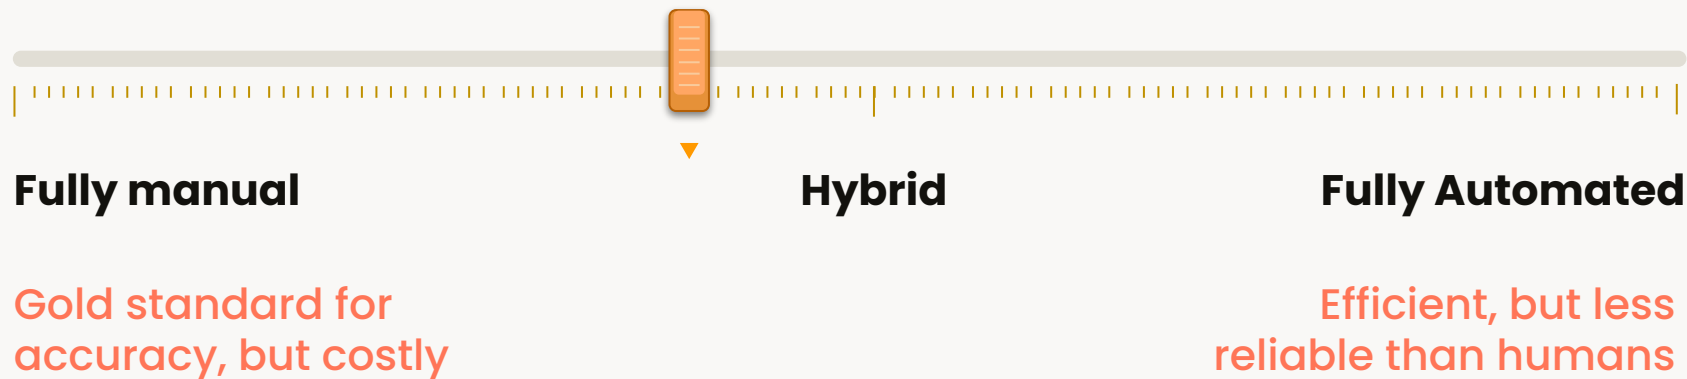 Fully manual
Hybrid
Fully Automated
Gold standard for
accuracy, but costly
Efficient, but less
reliable than humans